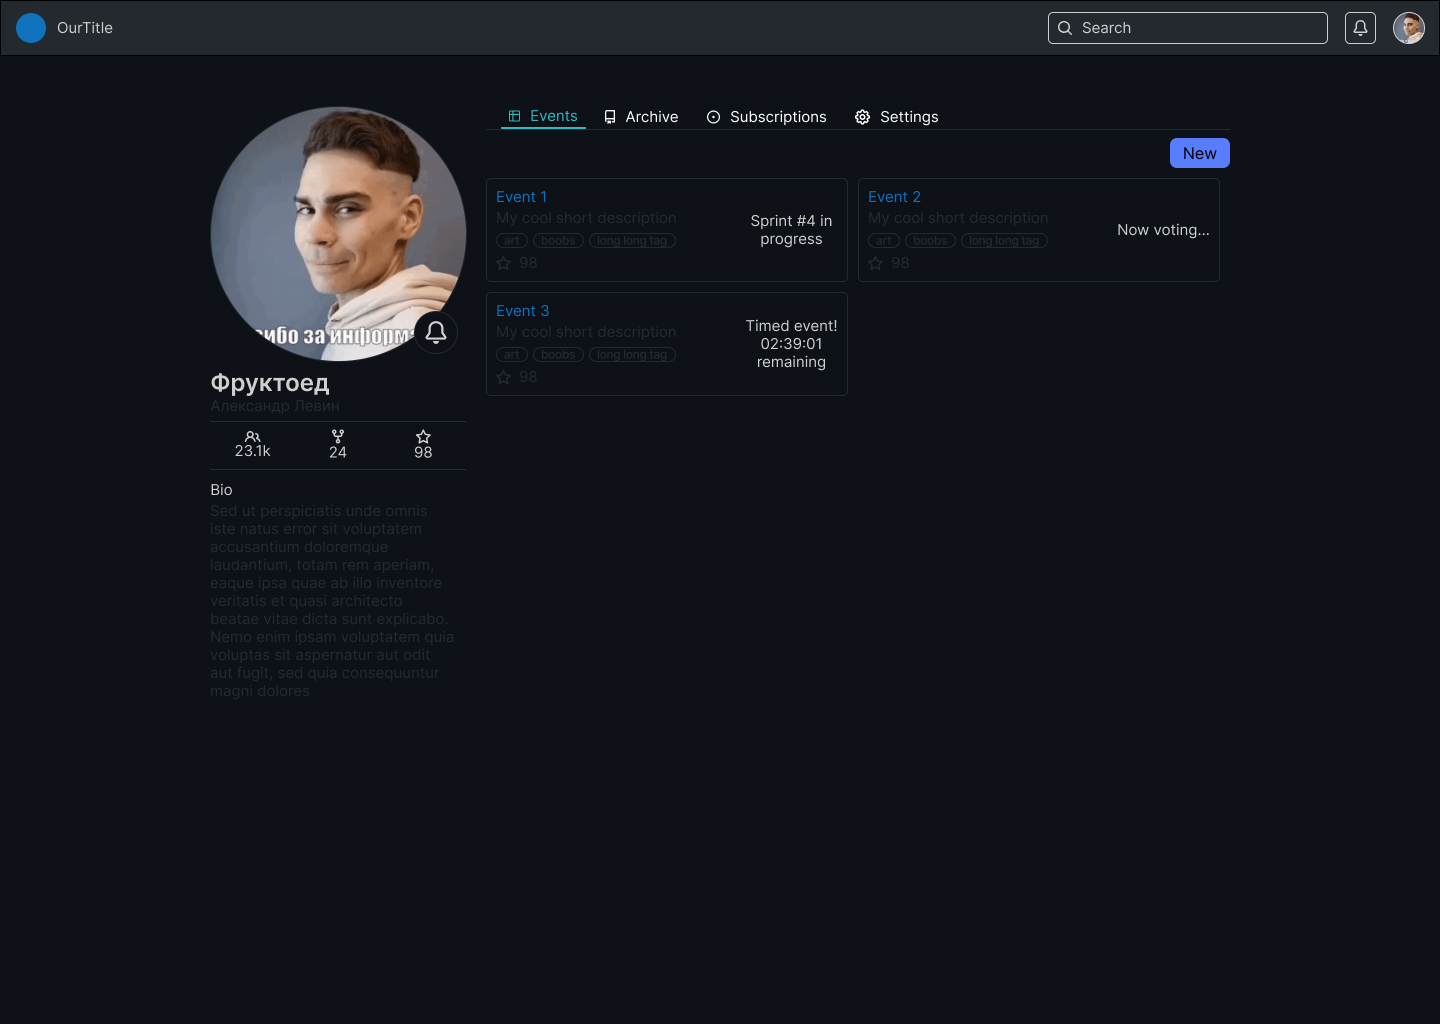 OurTitle
Search
Events
Archive
Subscriptions
Settings
New
ибо за информа
Фруктоед
Александр Левин
23.1k
24
98
Bio
Sed ut perspiciatis unde omnis
iste natus error sit voluptatem
accusantium doloremque
laudantium, totam rem aperiam,
eaque ipsa quae ab illo inventore
veritatis et quasi architecto
beatae vitae dicta sunt explicabo.
Nemo enim ipsam voluptatem quia
voluptas sit aspernatur aut odit
aut fugit, sed quia consequuntur
magni dolores
Event 1
My cool short description
art
boobs
long long tag
98
Sprint #4 in
progress
Event 2
My cool short description
art
boobs
long long tag
98
Now voting...
Event 3
My cool short description
art
boobs
long long tag
98
Timed event!
02:39:01
remaining